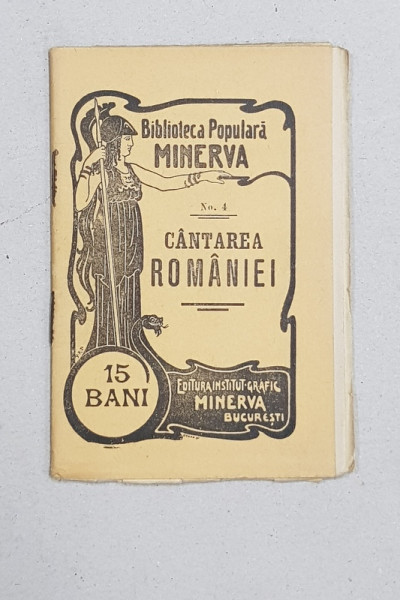 Biblioteca Populară
MINERVA
No. 4
CÂNTAREA
ROMÂNIEI
15
BANI
EDITURA INSTITUT·GRAFIC
MINERVA
BUCUREȘTI